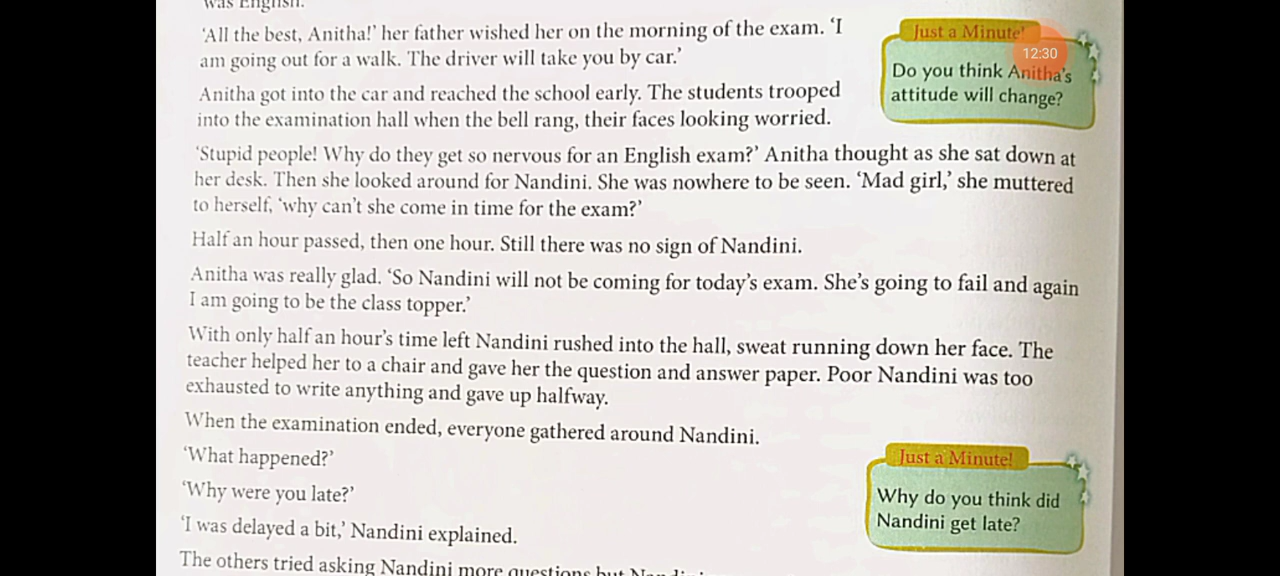 was English.
'All the best, Anitha!' her father wished her on the morning of the exam. 'I
am going out for a walk. The driver will take you by car.'
Just a Minute!
12:30
Do you think Anitha's
attitude will change?
Anitha got into the car and reached the school early. The students trooped
into the examination hall when the bell rang, their faces looking worried.
'Stupid people! Why do they get so nervous for an English exam?' Anitha thought as she sat down at
her desk. Then she looked around for Nandini. She was nowhere to be seen. 'Mad girl,' she muttered
to herself, 'why can't she come in time for the exam?'
Half an hour passed, then one hour. Still there was no sign of Nandini.
Anitha was really glad. 'So Nandini will not be coming for today's exam. She's going to fail and again
I am going to be the class topper.'
With only half an hour's time left Nandini rushed into the hall, sweat running down her face. The
teacher helped her to a chair and gave her the question and answer paper. Poor Nandini was too
exhausted to write anything and gave up halfway.
When the examination ended, everyone gathered around Nandini.
'What happened?'
'Why were you late?'
'I was delayed a bit,' Nandini explained.
Just a Minute!
Why do you think did
Nandini get late?
The others tried asking Nandini more questions but